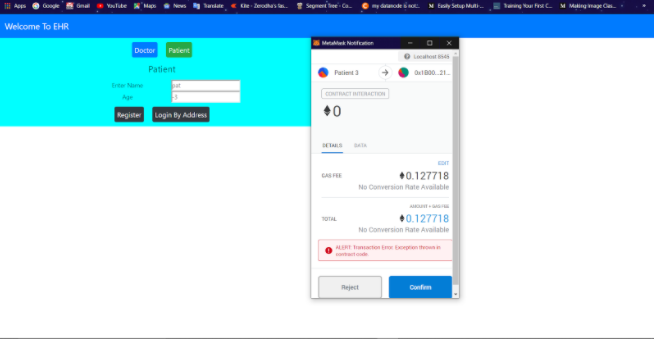 Apps Google Gmail YouTube Maps News Translate Kite - Zerodha's fas... Segment Tree - Co... my datanode is not... Easily Setup Multi-... Training Your First C... Making Image Clas...
Welcome To EHR
Doctor Patient
Patient
Enter Name: pat
Age: -3
Register Login By Address
MetaMask Notification
Localhost 8545
Patient 3 0x1B00...21...
CONTRACT INTERACTION
0
DETAILS DATA
EDIT
GAS FEE 0.127718
No Conversion Rate Available
AMOUNT + GAS FEE
TOTAL 0.127718
No Conversion Rate Available
ALERT: Transaction Error. Exception thrown in
contract code.
Reject Confirm